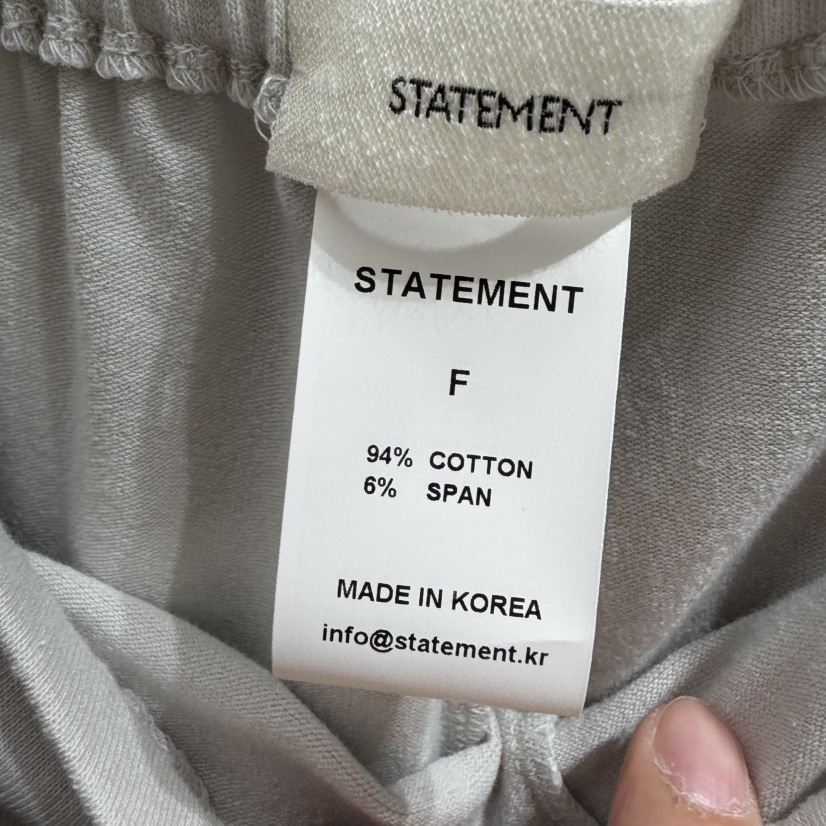 STATEMENT
STATEMENT
F
94% COTTON
6% SPAN
MADE IN KOREA
info@statement.kr